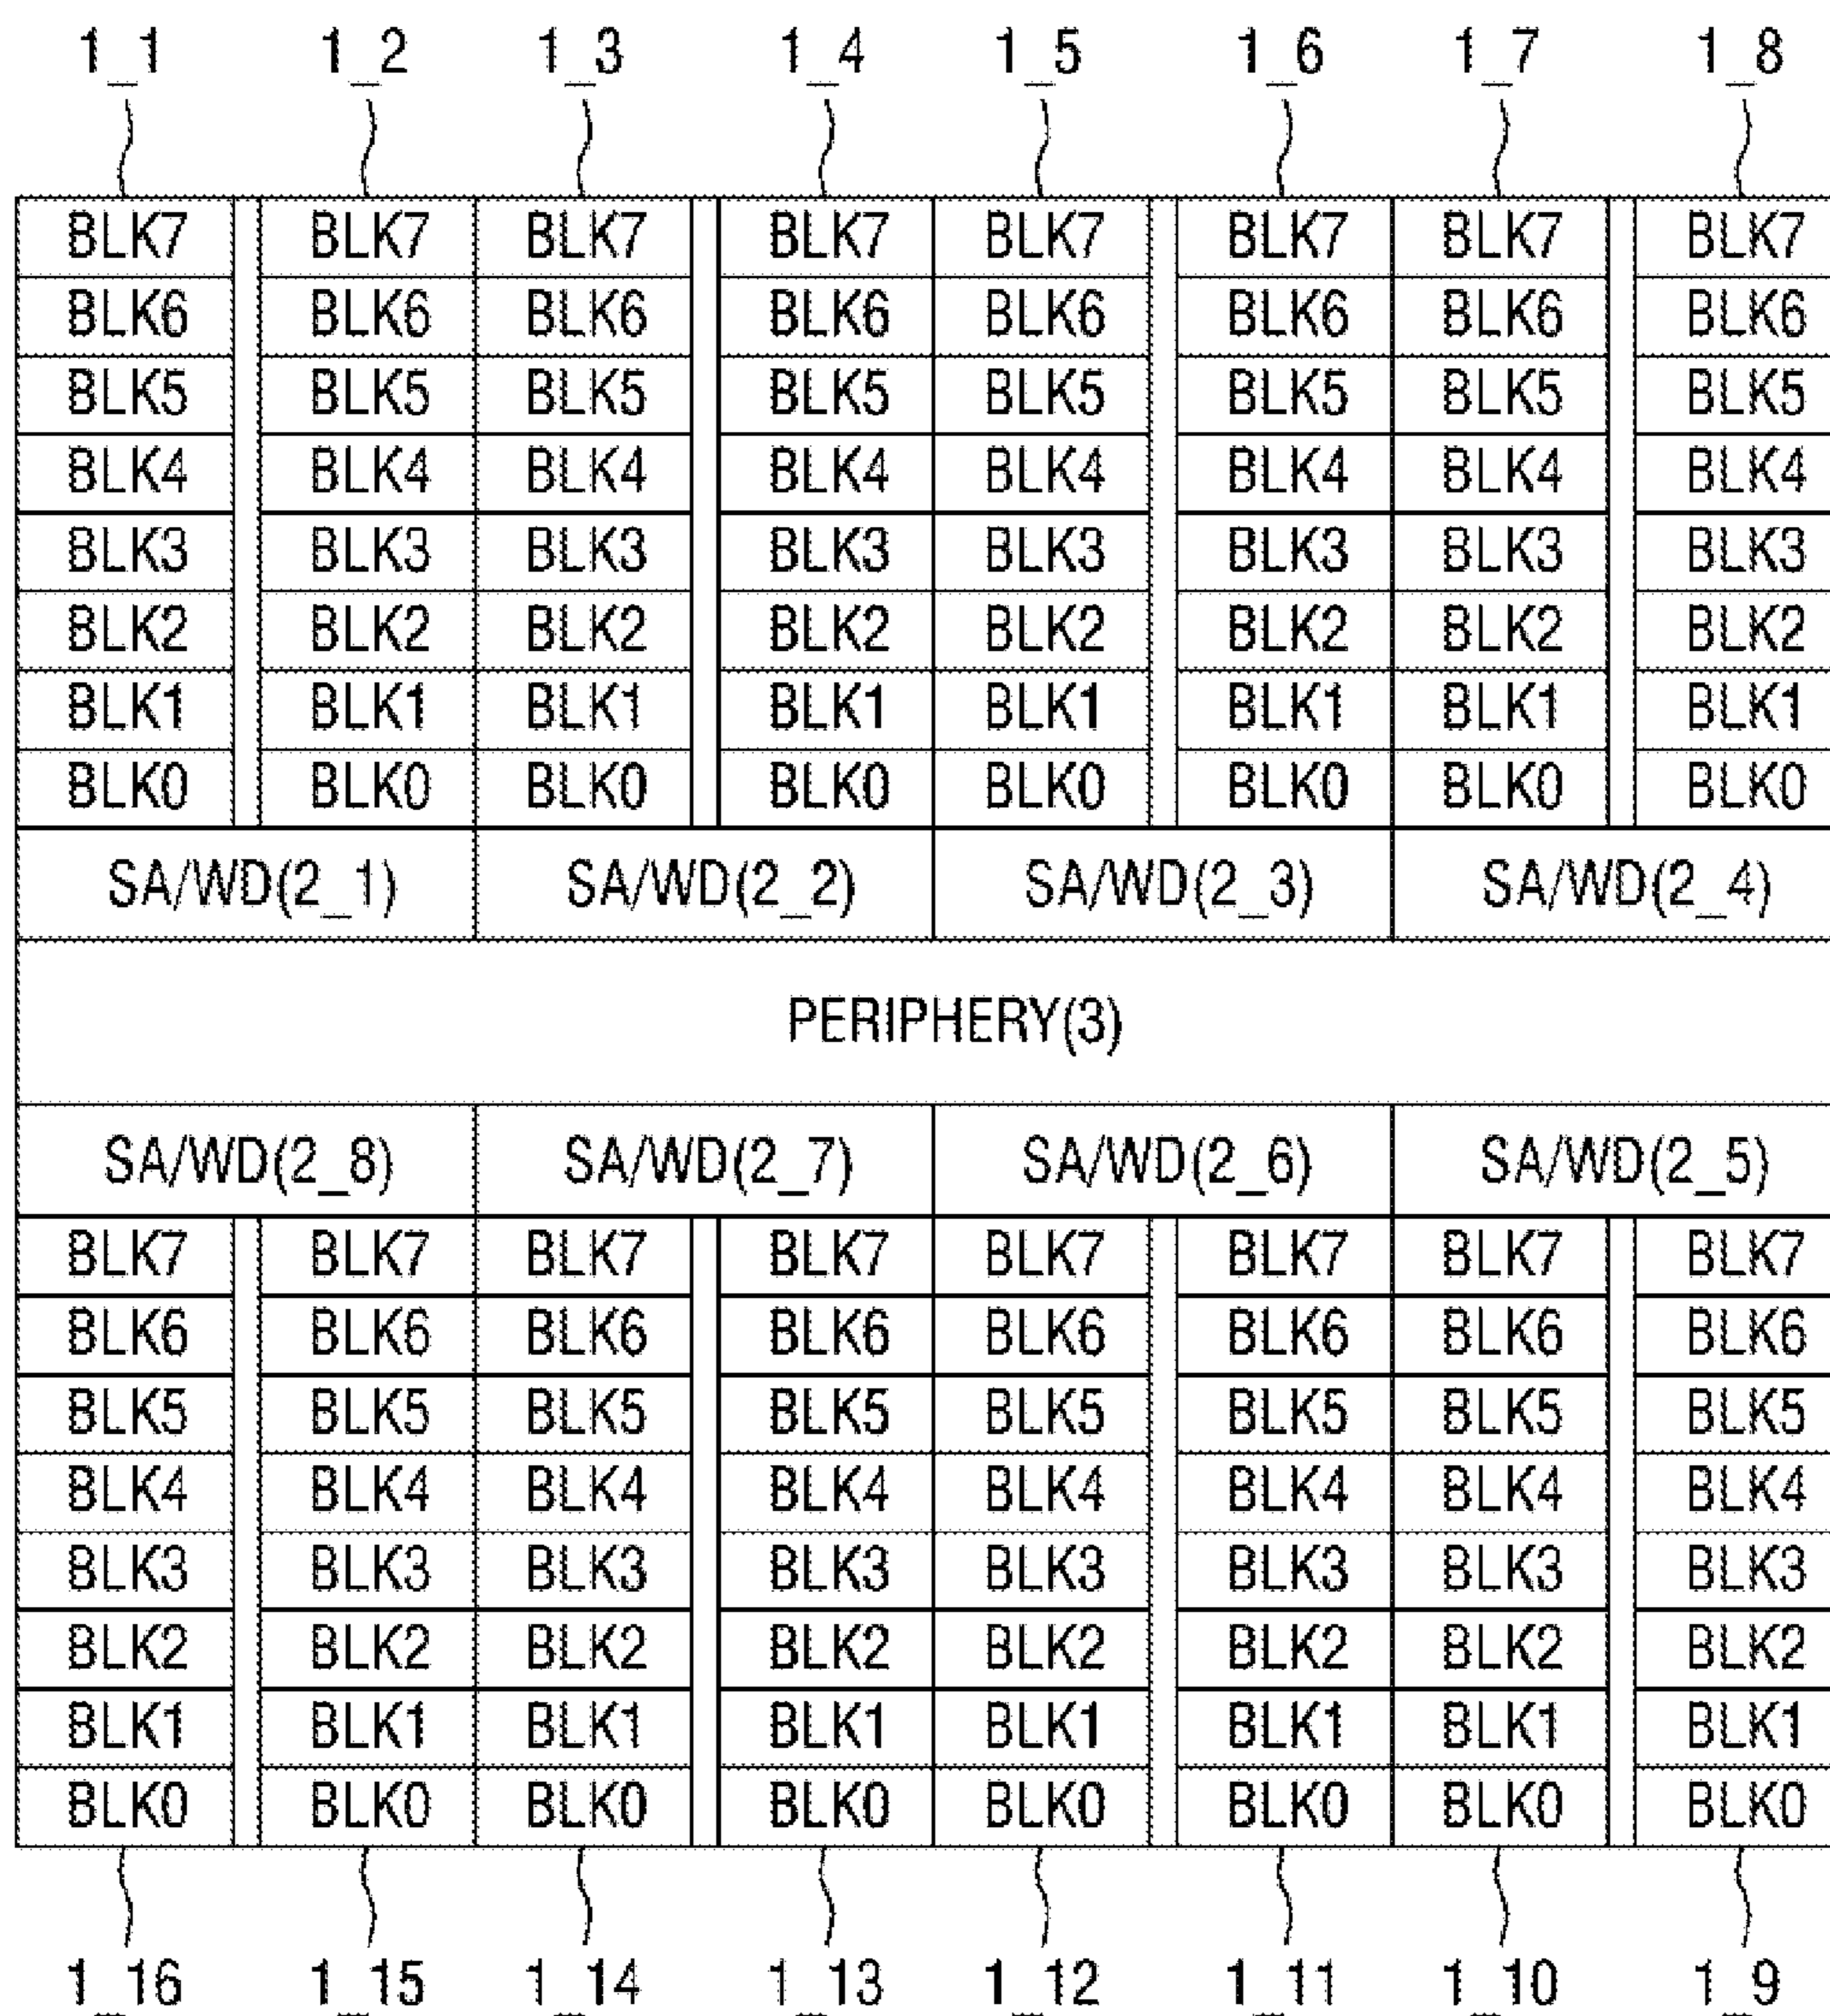 1_1 1_2 1_3 1_4 1_5 1_6 1_7 1_8
BLK7 BLK7 BLK7 BLK7 BLK7 BLK7 BLK7 BLK7
BLK6 BLK6 BLK6 BLK6 BLK6 BLK6 BLK6 BLK6
BLK5 BLK5 BLK5 BLK5 BLK5 BLK5 BLK5 BLK5
BLK4 BLK4 BLK4 BLK4 BLK4 BLK4 BLK4 BLK4
BLK3 BLK3 BLK3 BLK3 BLK3 BLK3 BLK3 BLK3
BLK2 BLK2 BLK2 BLK2 BLK2 BLK2 BLK2 BLK2
BLK1 BLK1 BLK1 BLK1 BLK1 BLK1 BLK1 BLK1
BLK0 BLK0 BLK0 BLK0 BLK0 BLK0 BLK0 BLK0
SA/WD(2_1) SA/WD(2_2) SA/WD(2_3) SA/WD(2_4)
PERIPHERY(3)
SA/WD(2_8) SA/WD(2_7) SA/WD(2_6) SA/WD(2_5)
BLK7 BLK7 BLK7 BLK7 BLK7 BLK7 BLK7 BLK7
BLK6 BLK6 BLK6 BLK6 BLK6 BLK6 BLK6 BLK6
BLK5 BLK5 BLK5 BLK5 BLK5 BLK5 BLK5 BLK5
BLK4 BLK4 BLK4 BLK4 BLK4 BLK4 BLK4 BLK4
BLK3 BLK3 BLK3 BLK3 BLK3 BLK3 BLK3 BLK3
BLK2 BLK2 BLK2 BLK2 BLK2 BLK2 BLK2 BLK2
BLK1 BLK1 BLK1 BLK1 BLK1 BLK1 BLK1 BLK1
BLK0 BLK0 BLK0 BLK0 BLK0 BLK0 BLK0 BLK0
1_16 1_15 1_14 1_13 1_12 1_11 1_10 1_9